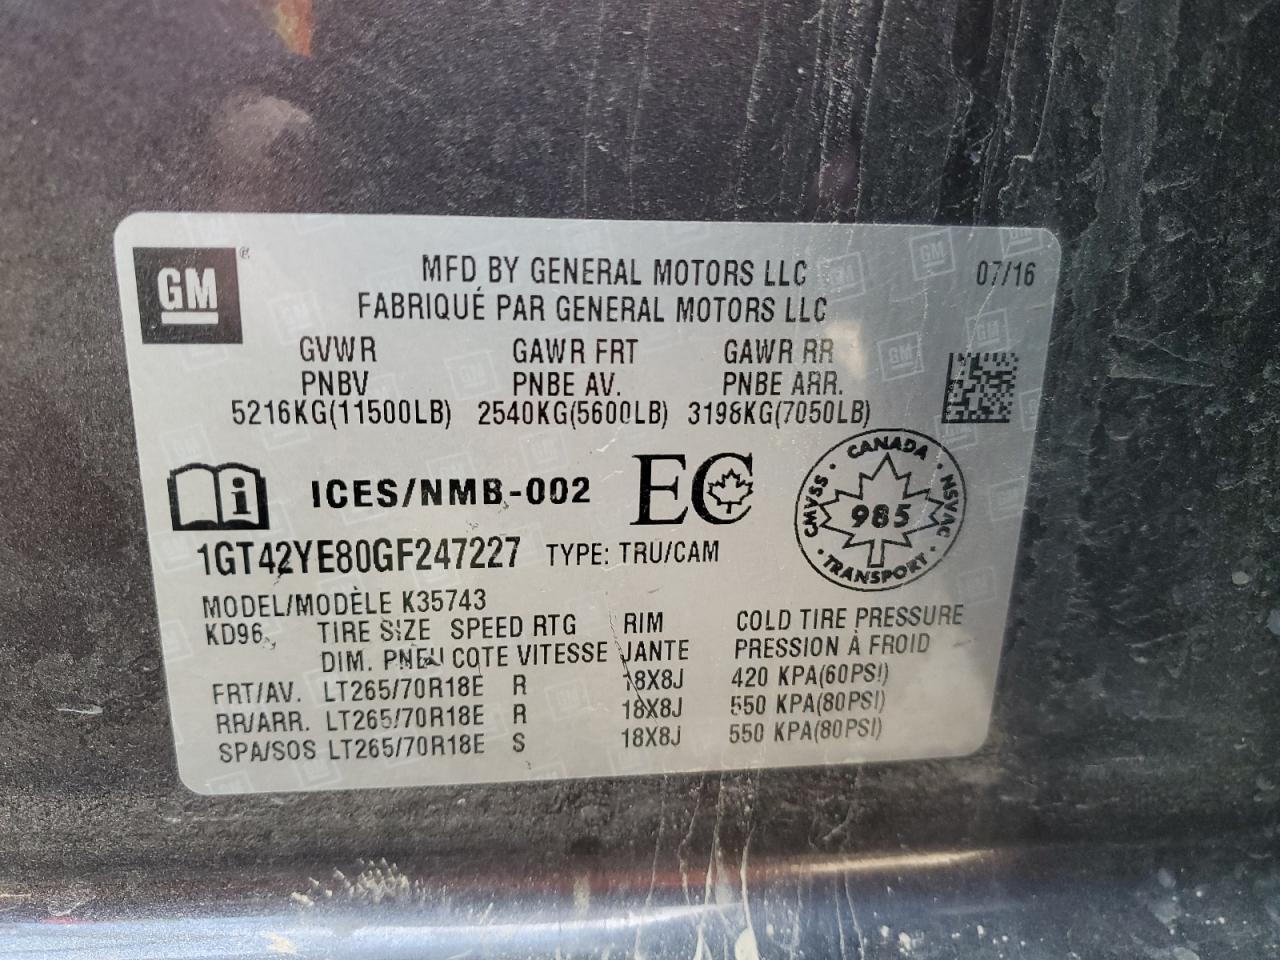 GM®
MFD BY GENERAL MOTORS LLC 07/16
FABRIQUÉ PAR GENERAL MOTORS LLC
GVWR GAWR FRT GAWR RR
PNBV PNBE AV. PNBE ARR.
5216KG(11500LB) 2540KG(5600LB) 3198KG(7050LB)
ICES/NMB-002 EC
CANADA
CMVSS 985 NSVAC
TRANSPORT
1GT42YE80GF247227 TYPE: TRU/CAM
MODEL/MODÈLE K35743
KD96 TIRE SIZE SPEED RTG RIM COLD TIRE PRESSURE
DIM. PNEU COTE VITESSE JANTE PRESSION À FROID
FRT/AV. LT265/70R18E R 18X8J 420 KPA(60PSI)
RR/ARR. LT265/70R18E R 18X8J 550 KPA(80PSI)
SPA/SOS LT265/70R18E S 18X8J 550 KPA(80PSI)